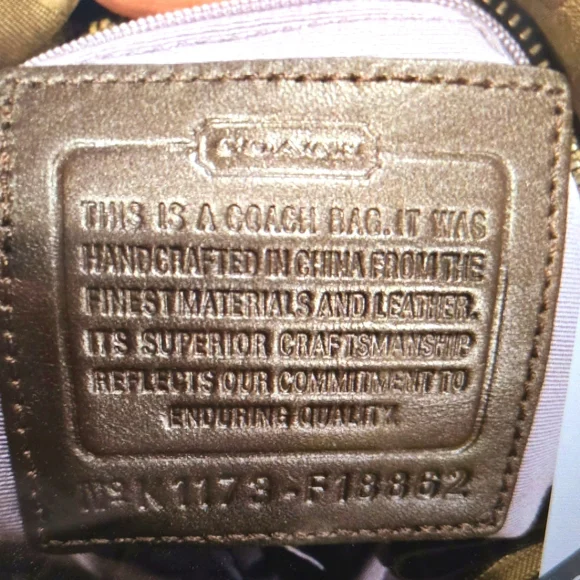 COACH
THIS IS A COACH BAG. IT WAS
HANDCRAFTED IN CHINA FROM THE
FINEST MATERIALS AND LEATHER.
ITS SUPERIOR CRAFTSMANSHIP
REFLECTS OUR COMMITMENT TO
ENDURING QUALITY.
Nº K1173-F18862